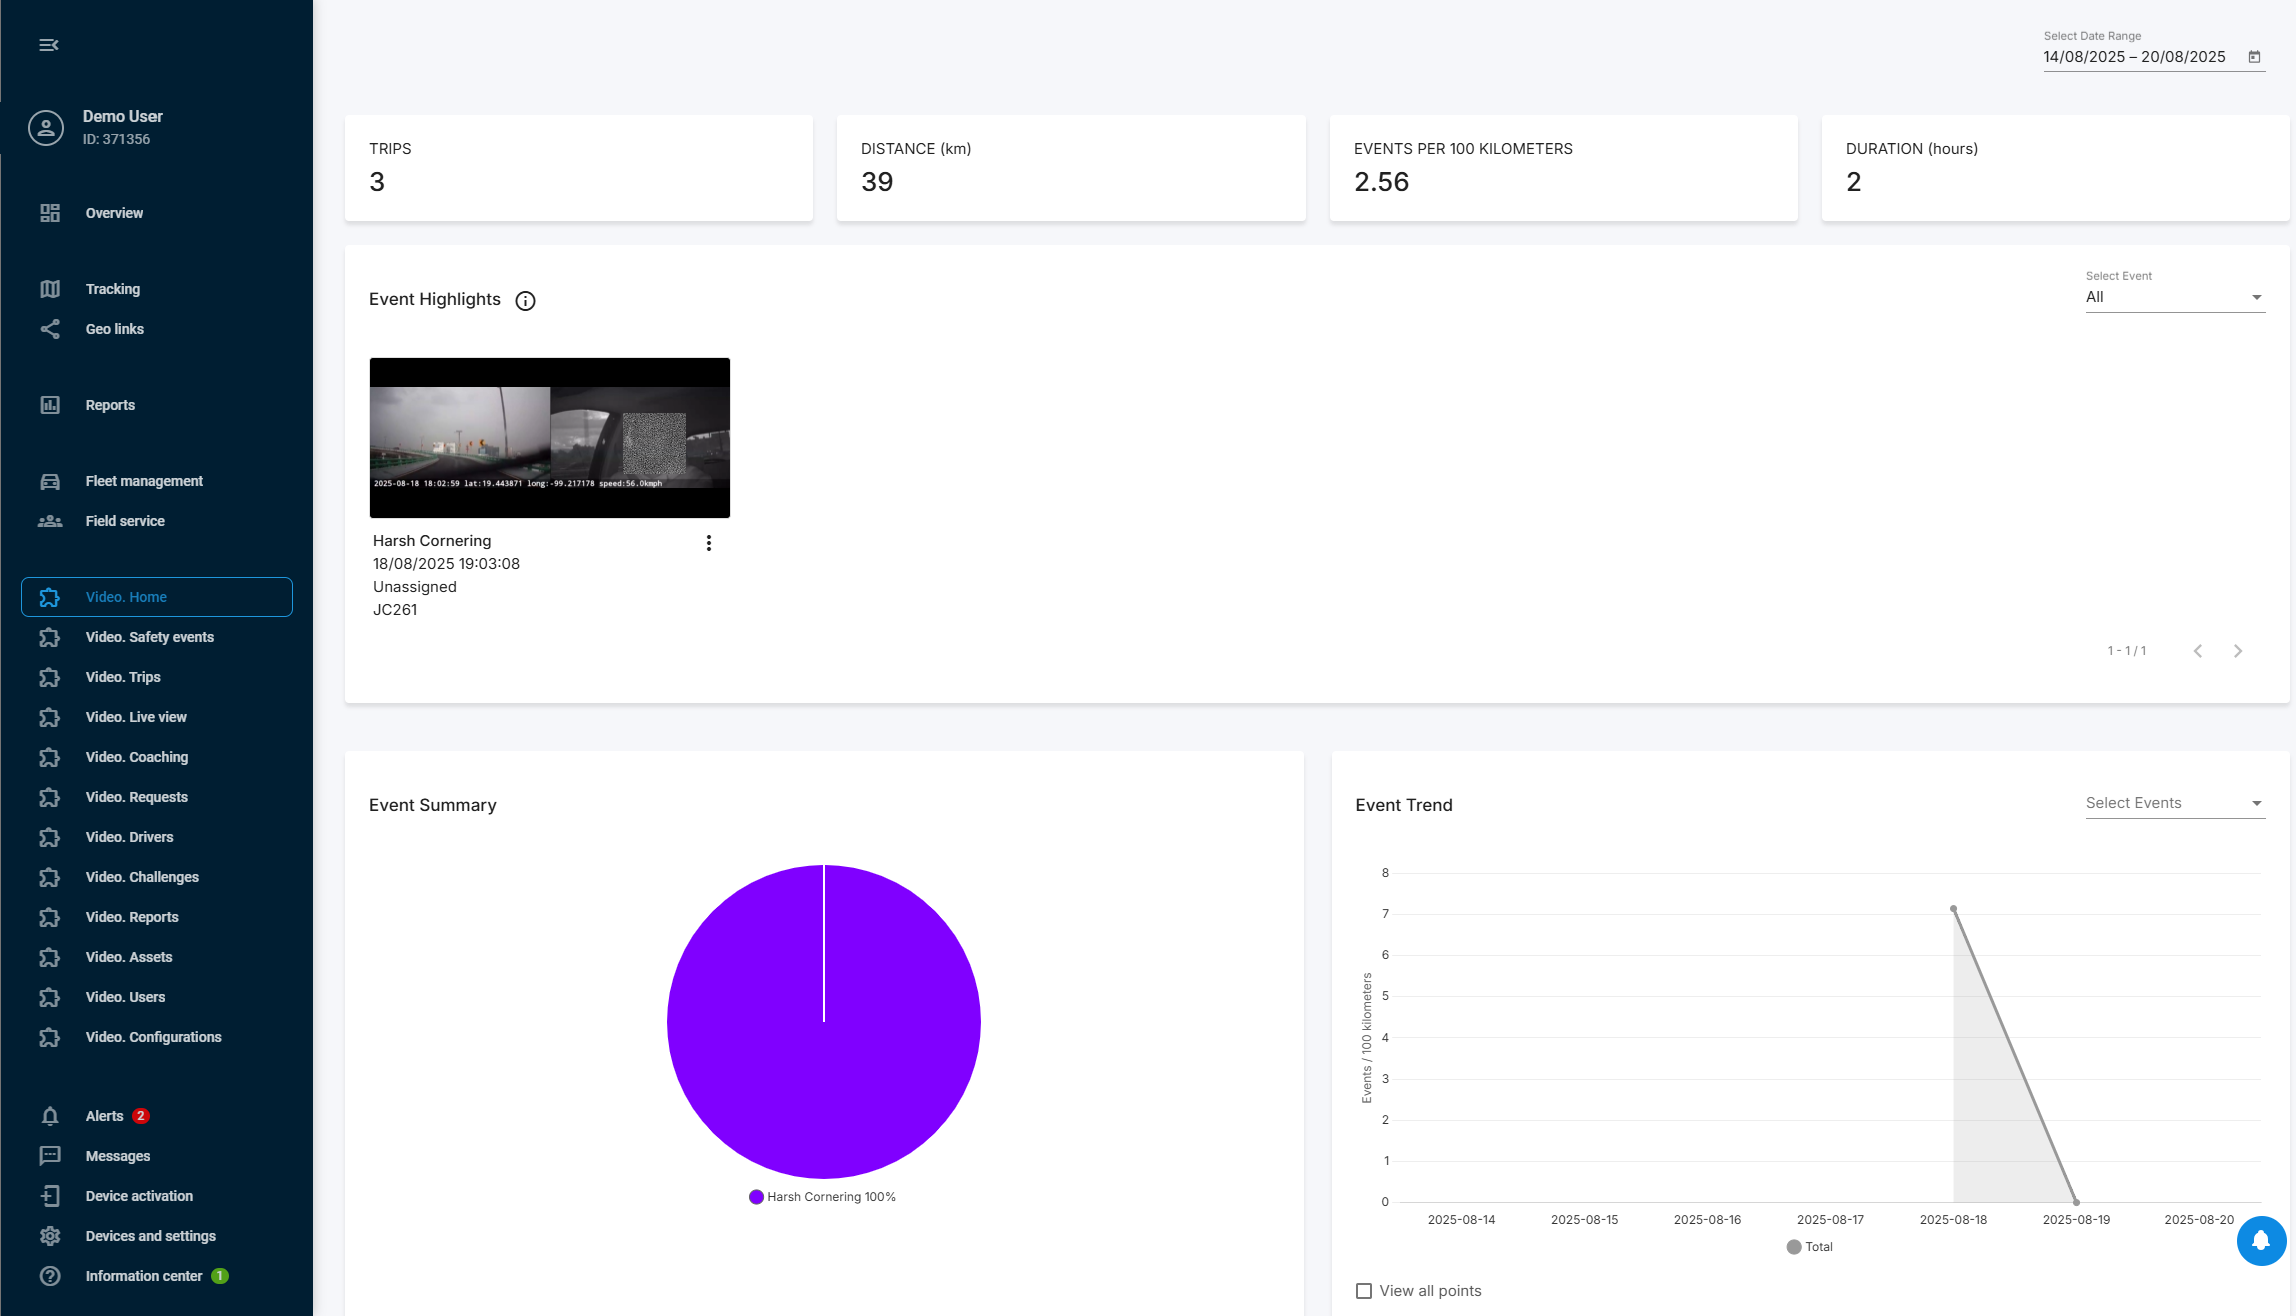 Demo User
ID: 371356
Overview
Tracking
Geo links
Reports
Fleet management
Field service
Video. Home
Video. Safety events
Video. Trips
Video. Live view
Video. Coaching
Video. Requests
Video. Drivers
Video. Challenges
Video. Reports
Video. Assets
Video. Users
Video. Configurations
Alerts 2
Messages
Device activation
Devices and settings
Information center 1
Select Date Range
14/08/2025 – 20/08/2025
TRIPS
3
DISTANCE (km)
39
EVENTS PER 100 KILOMETERS
2.56
DURATION (hours)
2
Event Highlights
Select Event
All
2025-08-18 18:02:59 lat:19.443871 long:-99.217178 speed:56.0kmph
Harsh Cornering
18/08/2025 19:03:08
Unassigned
JC261
1 - 1 / 1
Event Summary
Harsh Cornering 100%
Event Trend
Select Events
Events / 100 kilometers
8
7
6
5
4
3
2
1
0
2025-08-14 2025-08-15 2025-08-16 2025-08-17 2025-08-18 2025-08-19 2025-08-20
Total
View all points